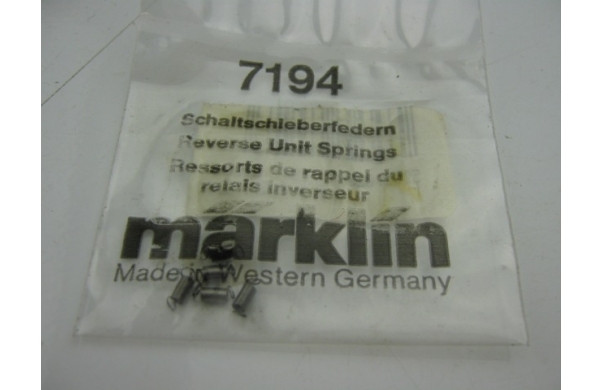 7194
Schaltschieberfedern
Reverse Unit Springs
Ressorts de rappel du
relais inverseur
märklin
Made in Western Germany